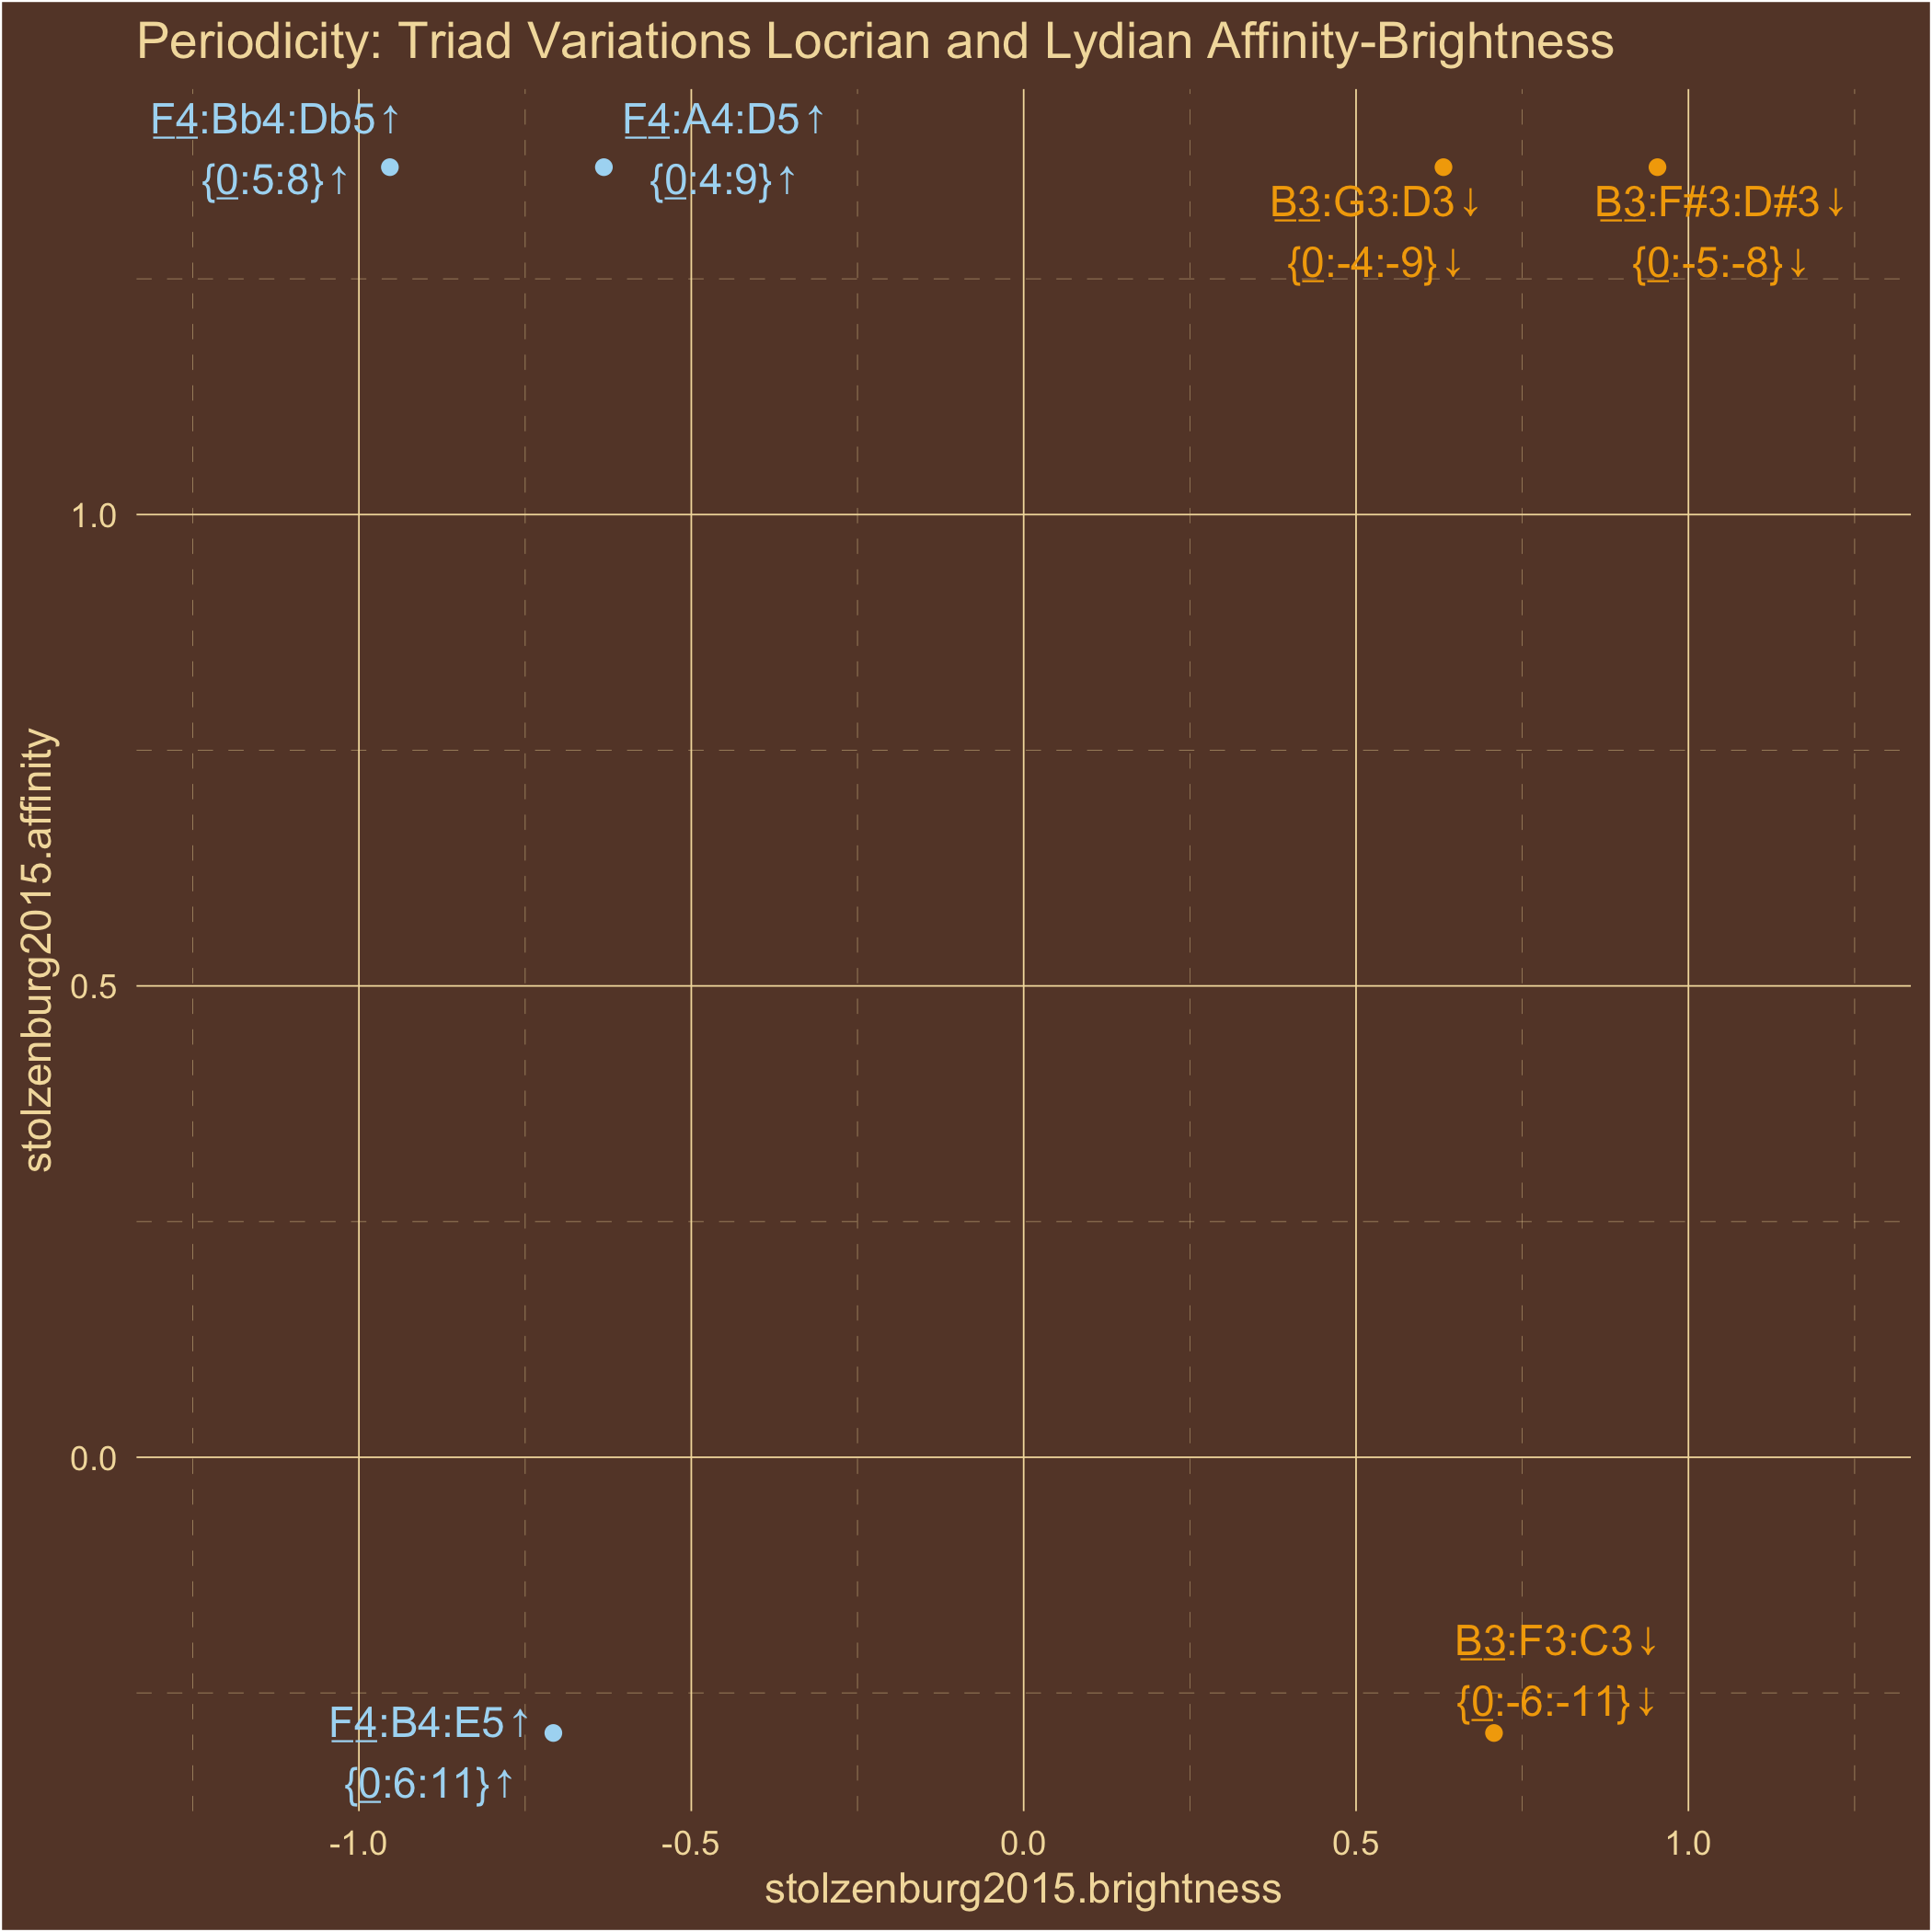 Periodicity: Triad Variations Locrian and Lydian Affinity-Brightness
F4:Bb4:Db5↑
{0:5:8}↑
F4:A4:D5↑
{0:4:9}↑
B3:G3:D3↓
{0:-4:-9}↓
B3:F#3:D#3↓
{0:-5:-8}↓
1.0
0.5
0.0
stolzenburg2015.affinity
B3:F3:C3↓
{0:-6:-11}↓
F4:B4:E5↑
{0:6:11}↑
-1.0
-0.5
0.0
0.5
1.0
stolzenburg2015.brightness